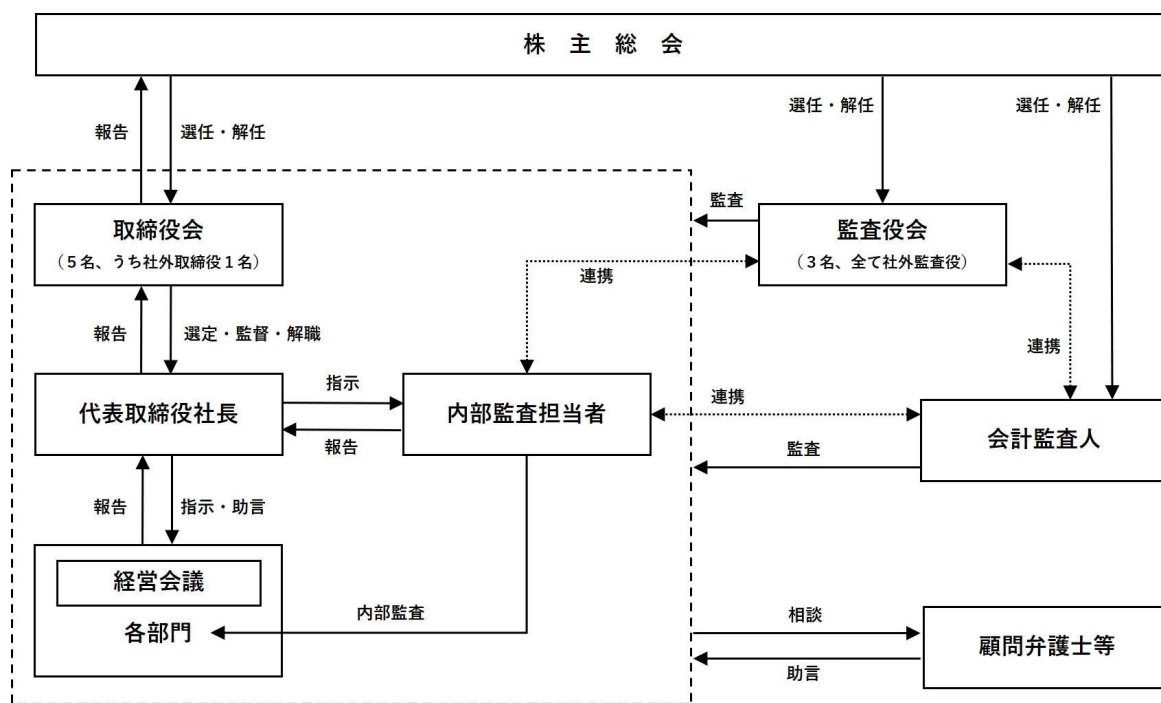 株 主 総 会
報告
選任・解任
選任・解任
選任・解任
取締役会
（５名、うち社外取締役１名）
監査
監査役会
（３名、全て社外監査役）
連携
報告
選定・監督・解職
連携
代表取締役社長
指示
報告
内部監査担当者
連携
監査
会計監査人
報告
指示・助言
経営会議
各部門
内部監査
相談
助言
顧問弁護士等